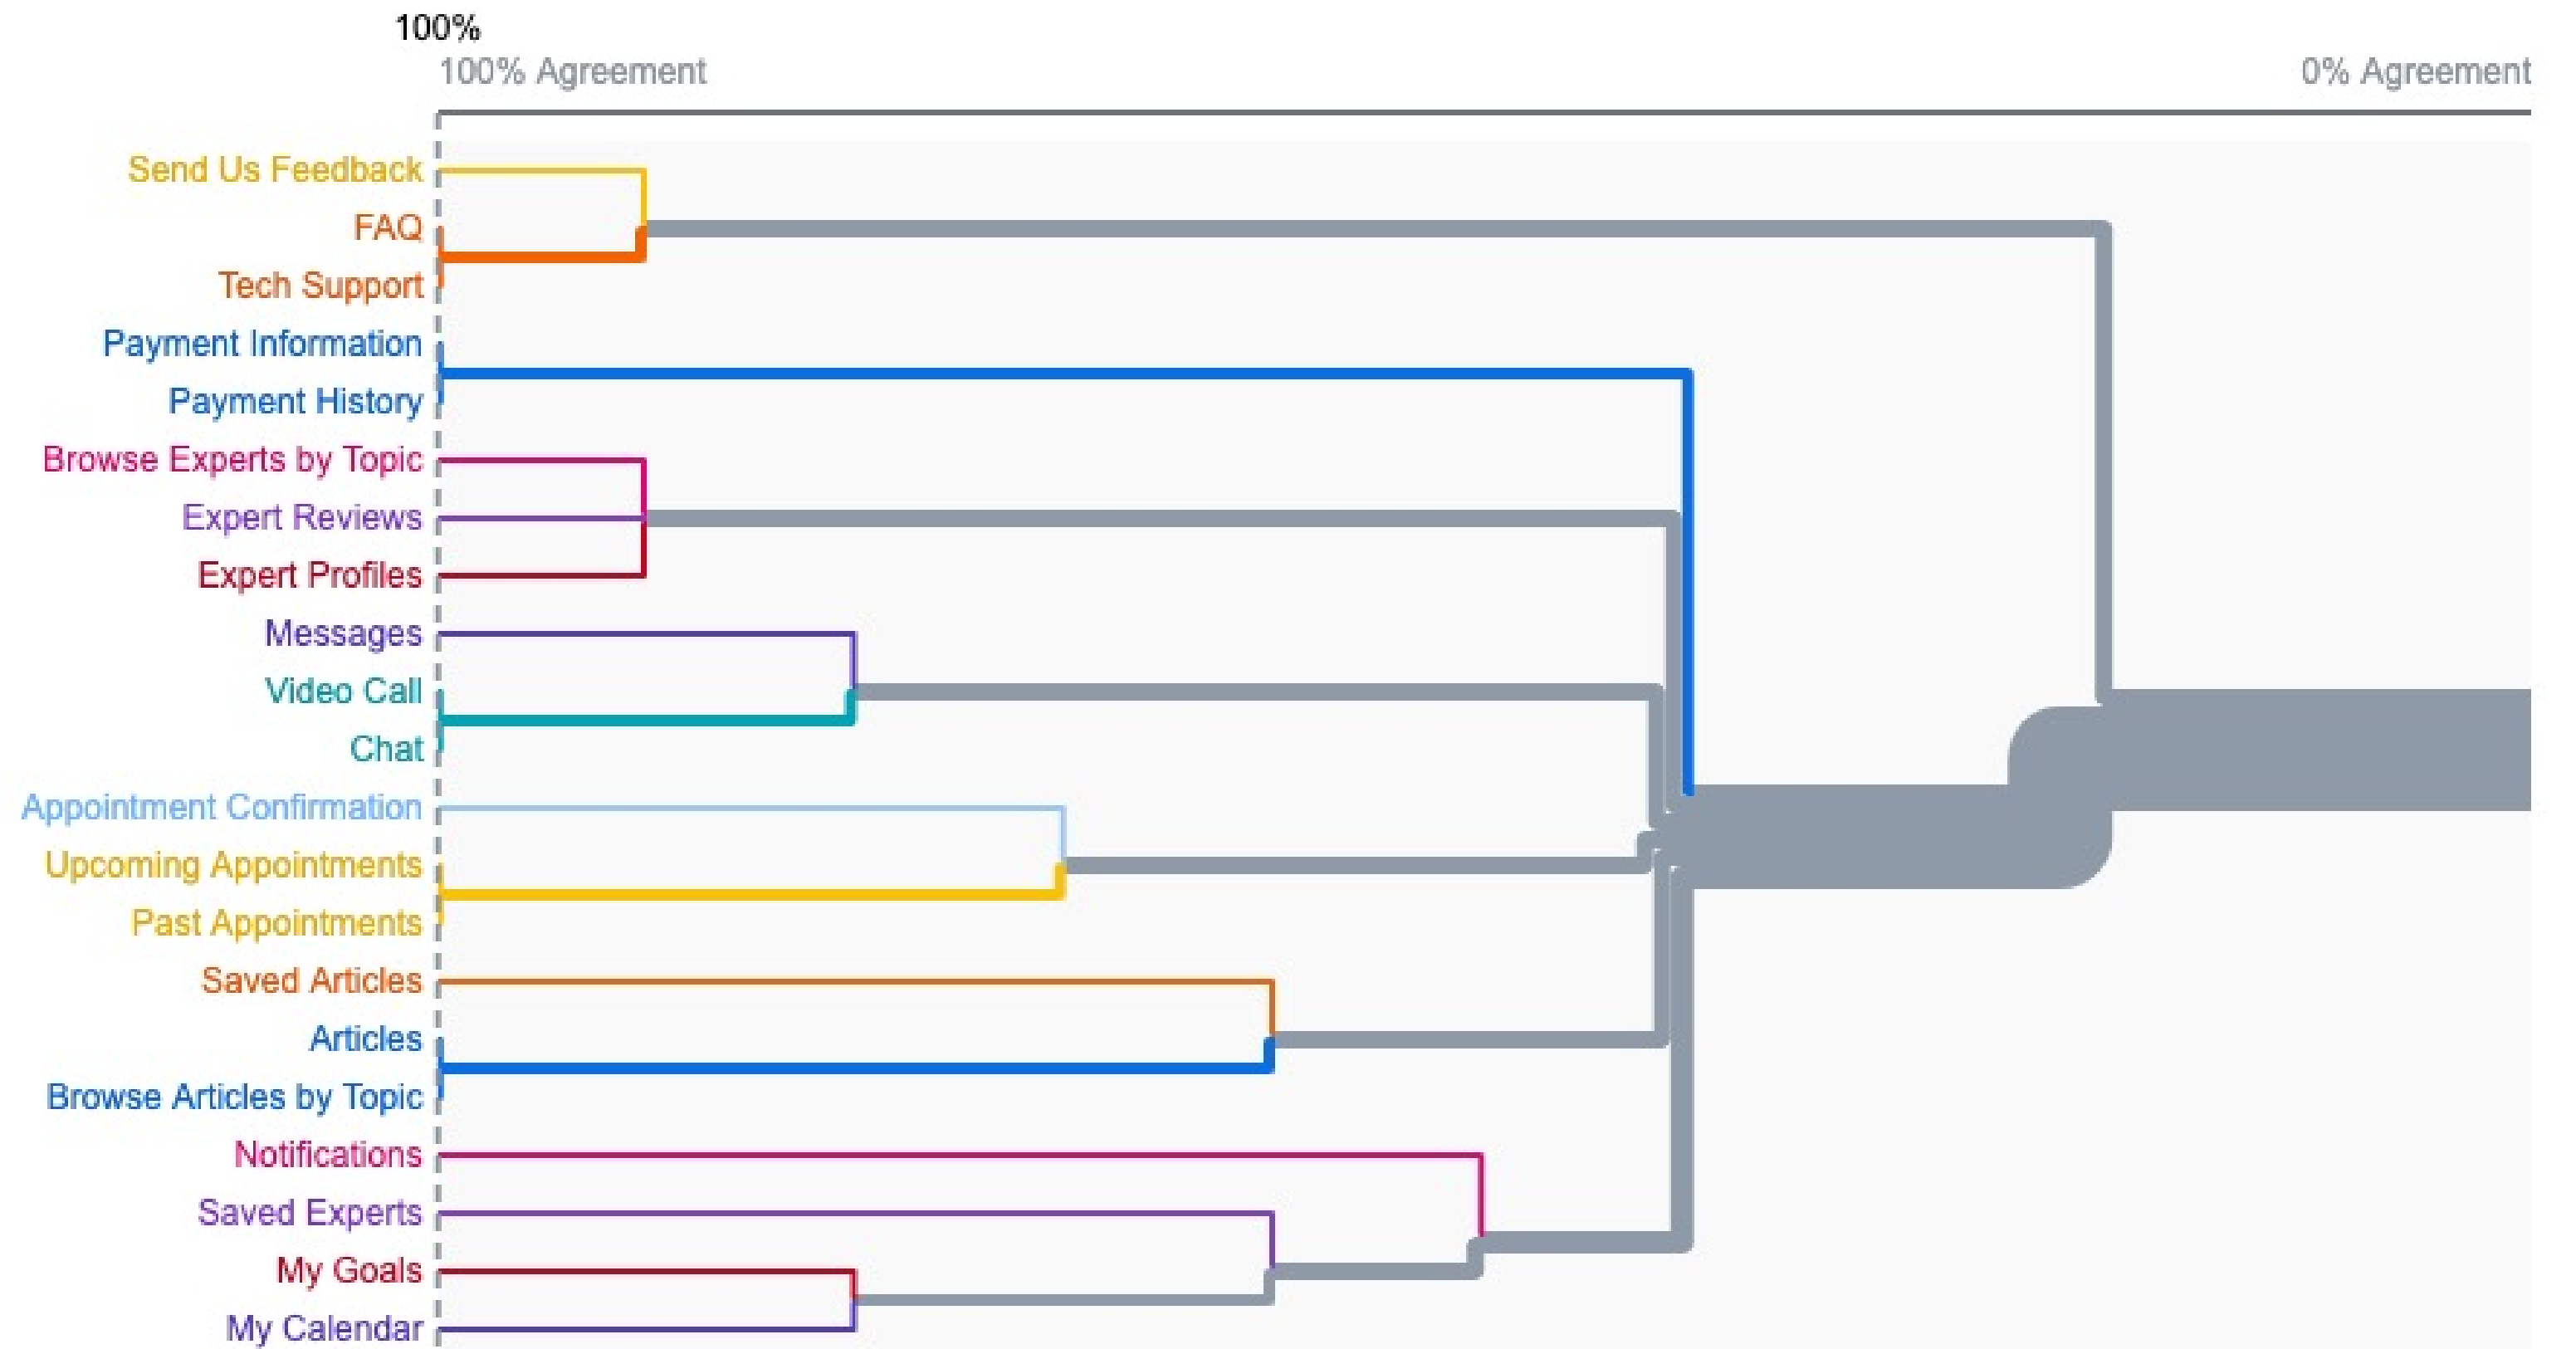 100%
100% Agreement
0% Agreement
Send Us Feedback
FAQ
Tech Support
Payment Information
Payment History
Browse Experts by Topic
Expert Reviews
Expert Profiles
Messages
Video Call
Chat
Appointment Confirmation
Upcoming Appointments
Past Appointments
Saved Articles
Articles
Browse Articles by Topic
Notifications
Saved Experts
My Goals
My Calendar